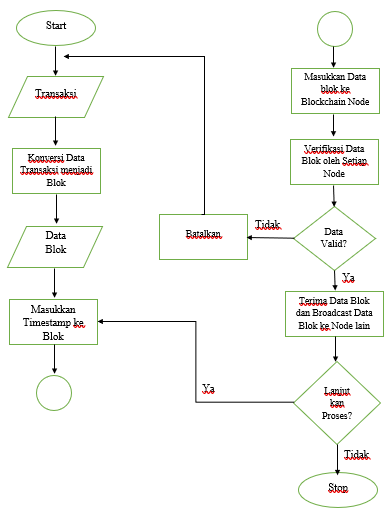 Start
Transaksi
Konversi Data
Transaksi menjadi
Blok
Data
Blok
Masukkan
Timestamp ke
Blok
Masukkan Data
blok ke
Blockchain Node
Verifikasi Data
Blok oleh Setiap
Node
Data
Valid?
Tidak
Batalkan
Ya
Terima Data Blok
dan Broadcast Data
Blok ke Node lain
Lanjut
kan
Proses?
Ya
Tidak
Stop